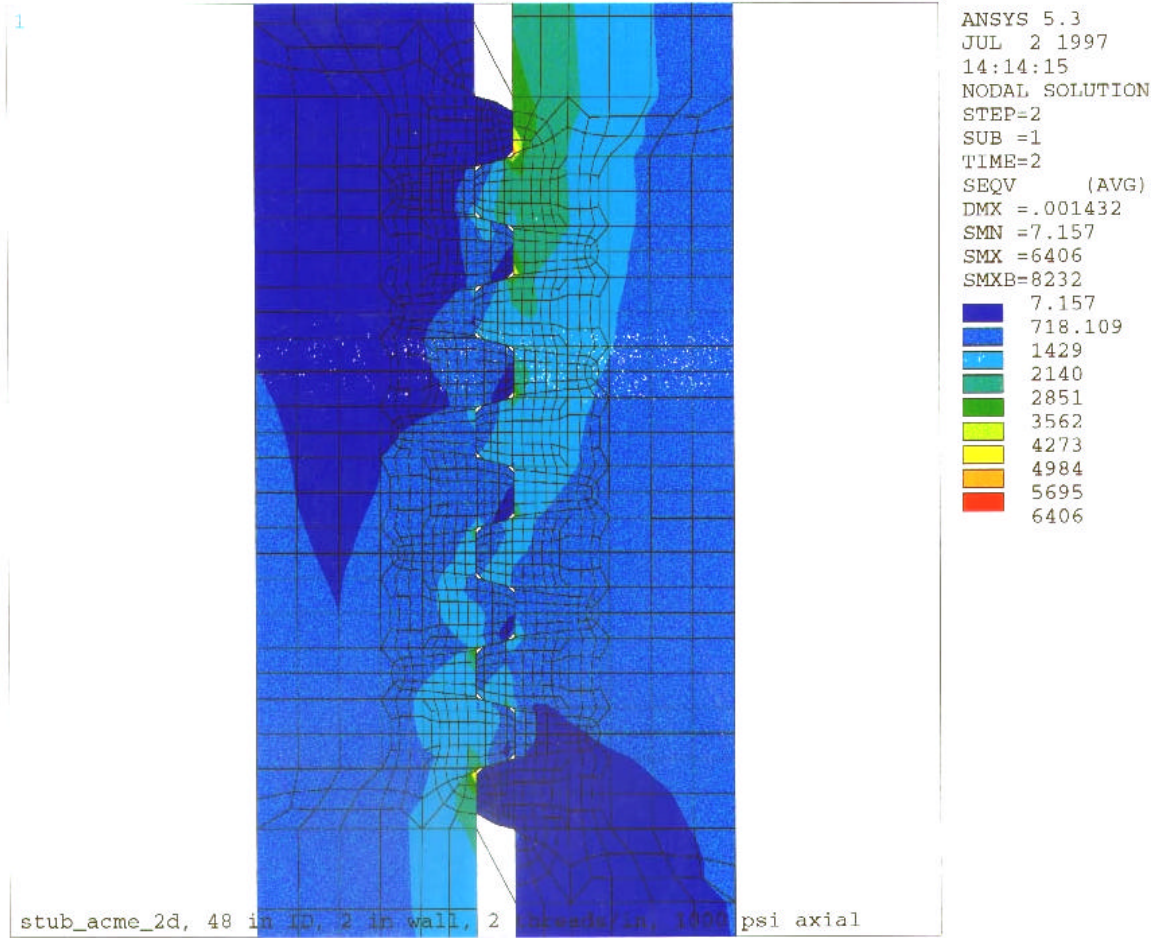 1
ANSYS 5.3
JUL 2 1997
14:14:15
NODAL SOLUTION
STEP=2
SUB =1
TIME=2
SEQV (AVG)
DMX =.001432
SMN =7.157
SMX =6406
SMXB=8232
7.157
718.109
1429
2140
2851
3562
4273
4984
5695
6406
stub_acme_2d, 48 in ID, 2 in wall, 2 threads/in, 1000 psi axial